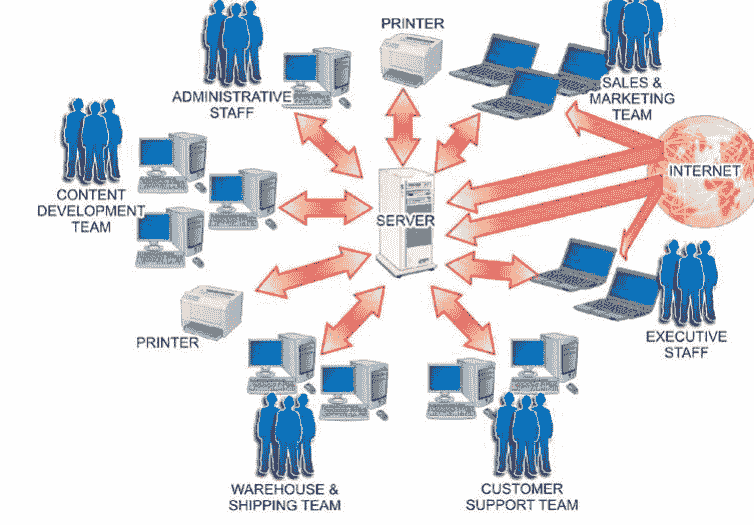 PRINTER
ADMINISTRATIVE
STAFF
SALES &
MARKETING
TEAM
INTERNET
CONTENT
DEVELOPMENT
TEAM
SERVER
PRINTER
EXECUTIVE
STAFF
WAREHOUSE &
SHIPPING TEAM
CUSTOMER
SUPPORT TEAM